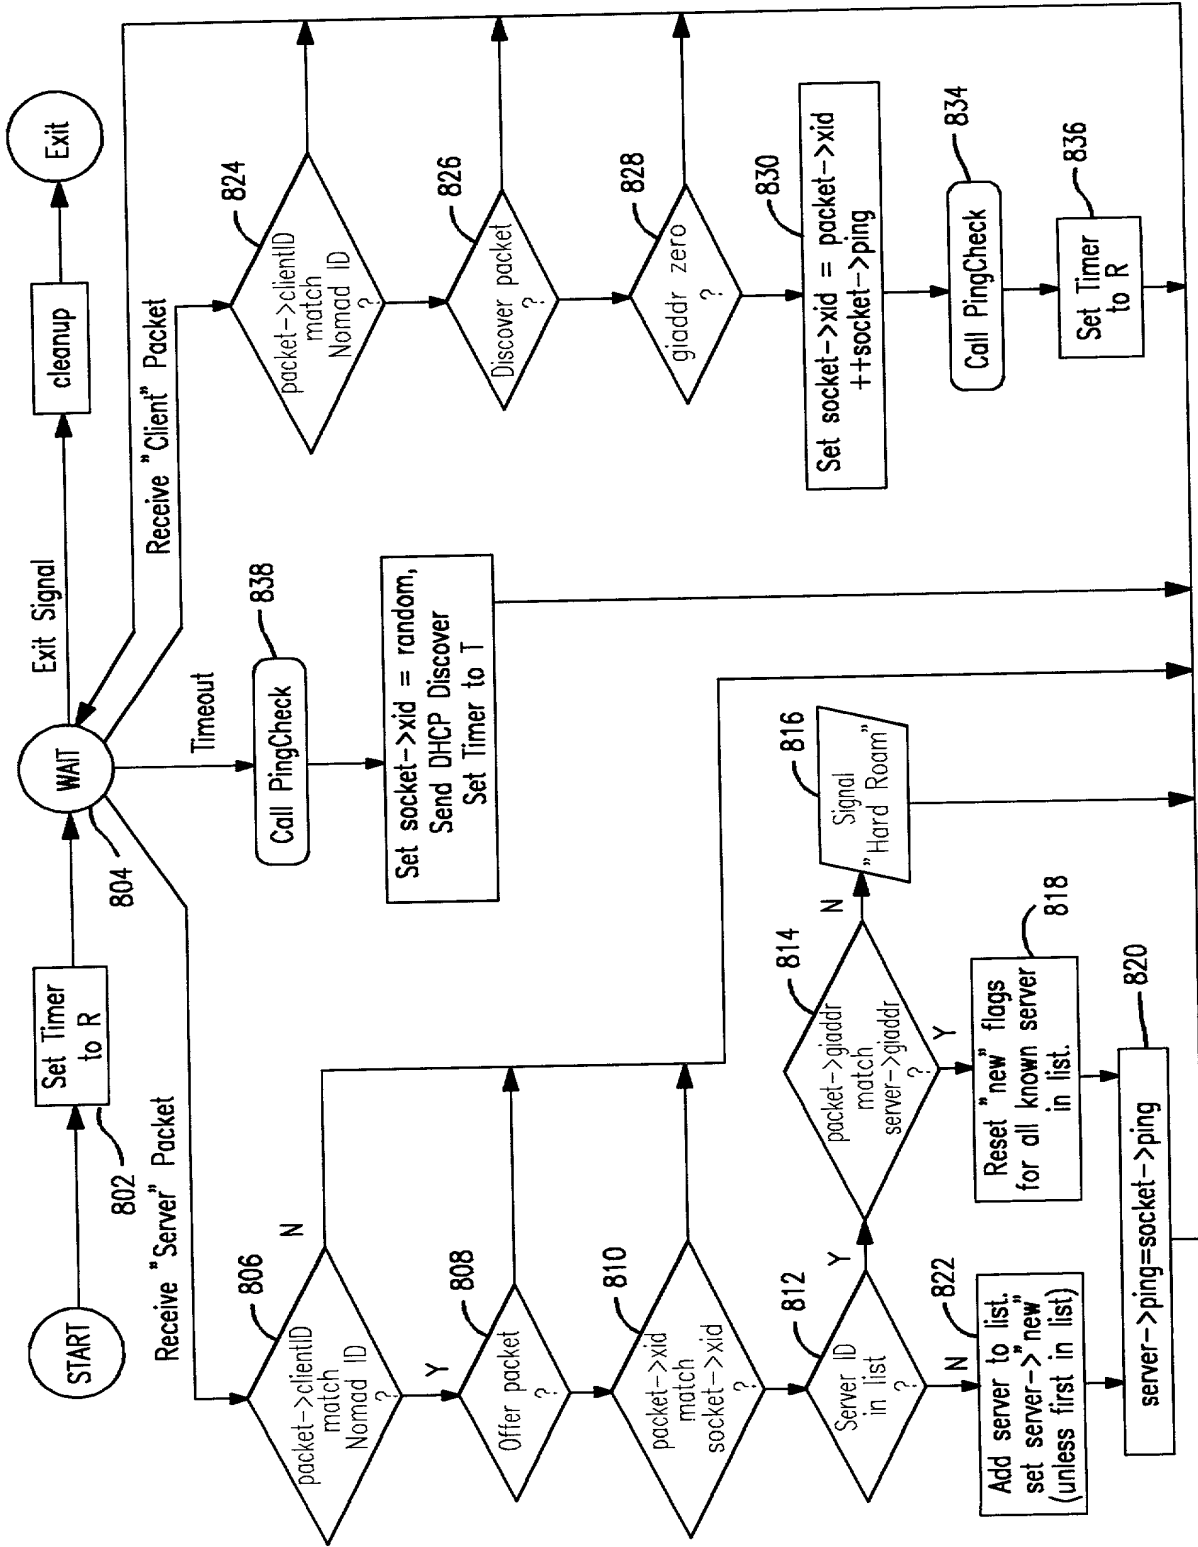 START
Set Timer
to R
802
WAIT
804
Exit Signal
cleanup
Exit
Receive "Server" Packet
Timeout
Receive "Client" Packet
packet->clientID
match
Nomad ID
?
806
N
Y
Offer packet
?
808
packet->xid
match
socket->xid
?
810
Server ID
in list
?
812
Y
N
packet->giaddr
match
server->giaddr
?
814
N
Y
Signal
"Hard Roam"
816
Reset "new" flags
for all known server
in list.
818
Add server to list.
set server->"new"
(unless first in list)
822
server->ping=socket->ping
820
Call PingCheck
838
Set socket->xid = random,
Send DHCP Discover
Set Timer to T
packet->clientID
match
Nomad ID
?
824
Discover packet
?
826
giaddr zero
?
828
Set socket->xid = packet->xid
++socket->ping
830
Call PingCheck
834
Set Timer
to R
836